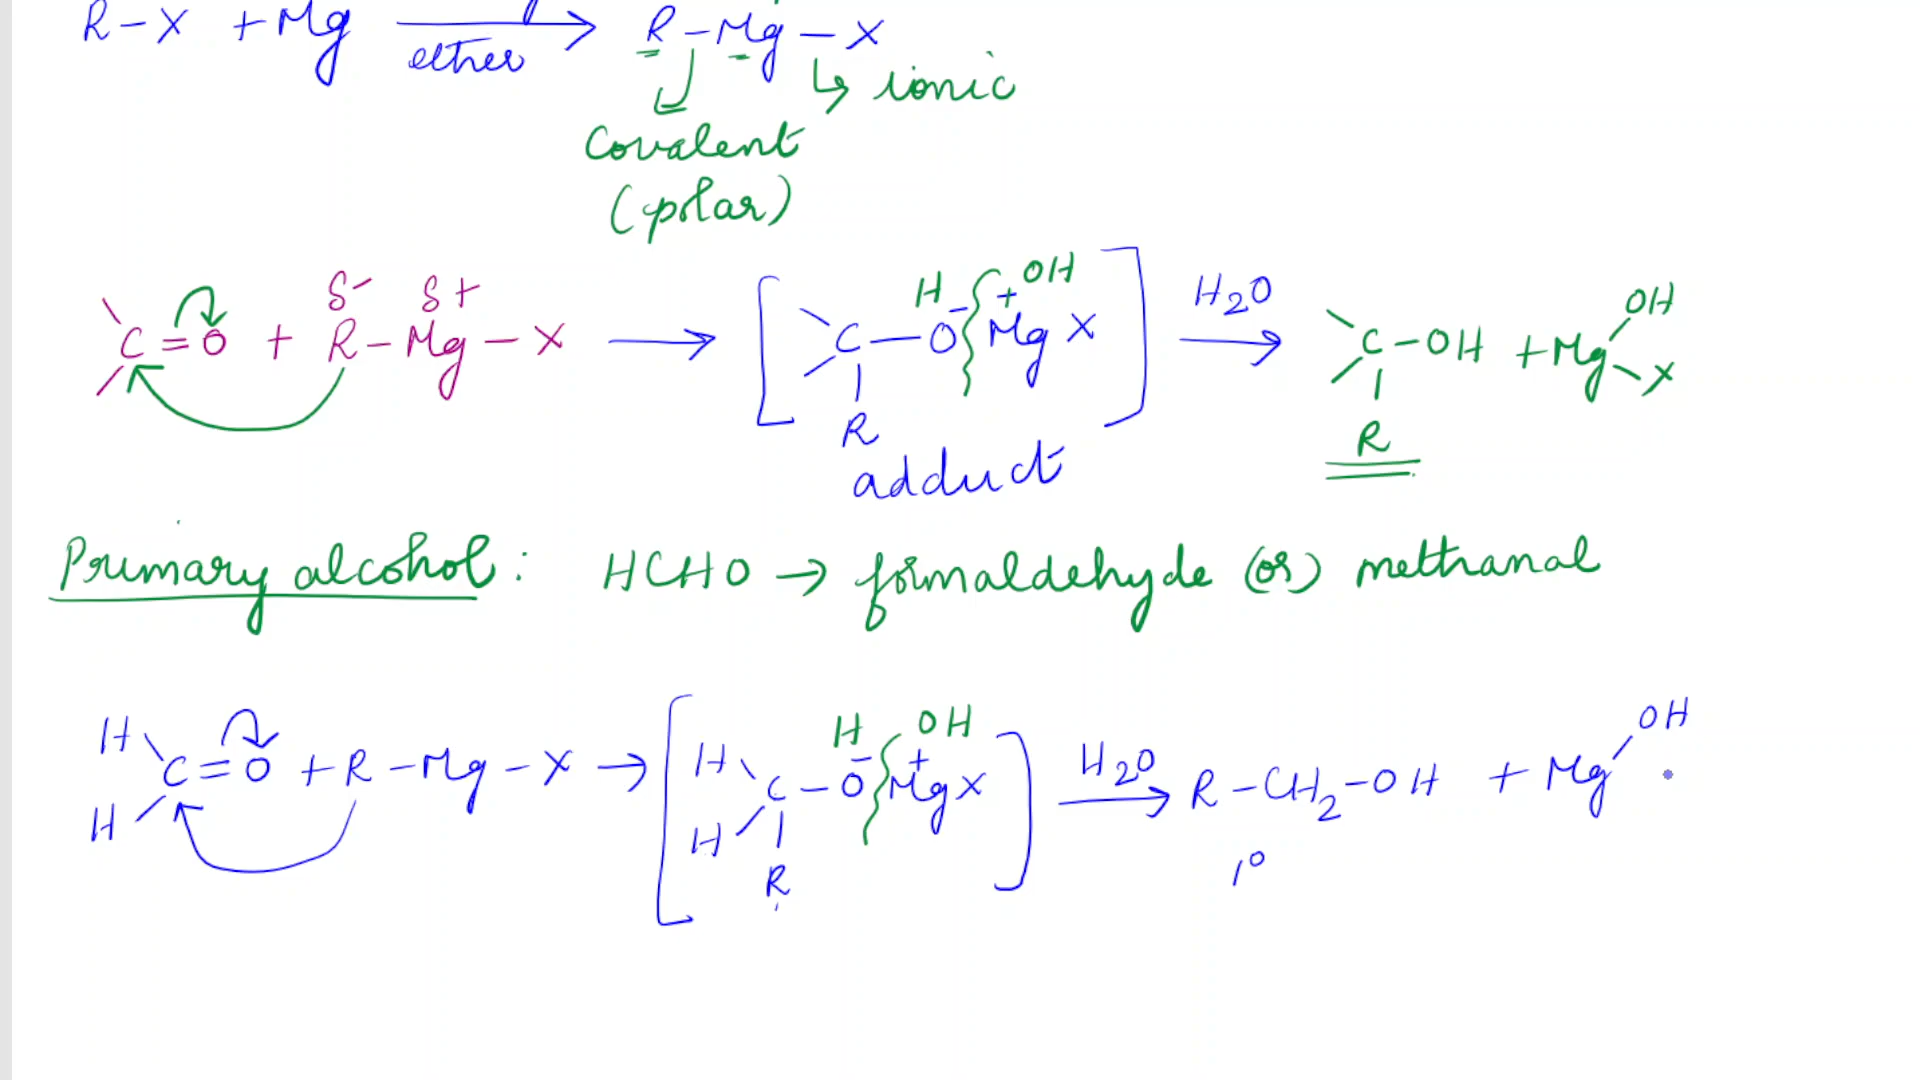 R-X + Mg ether → R-Mg-X
↳ ionic
covalent
(polar)
C=O + R(δ-)-Mg(δ+)-X → [C-O⁻ Mg⁺X H OH R] H2O → C-OH R + Mg OH X
adduct
Primary alcohol : HCHO → formaldehyde (or) methanal
H H C=O + R-Mg-X → [H H C-O⁻ Mg⁺X H OH R] H2O → R-CH2-OH + Mg OH
1°